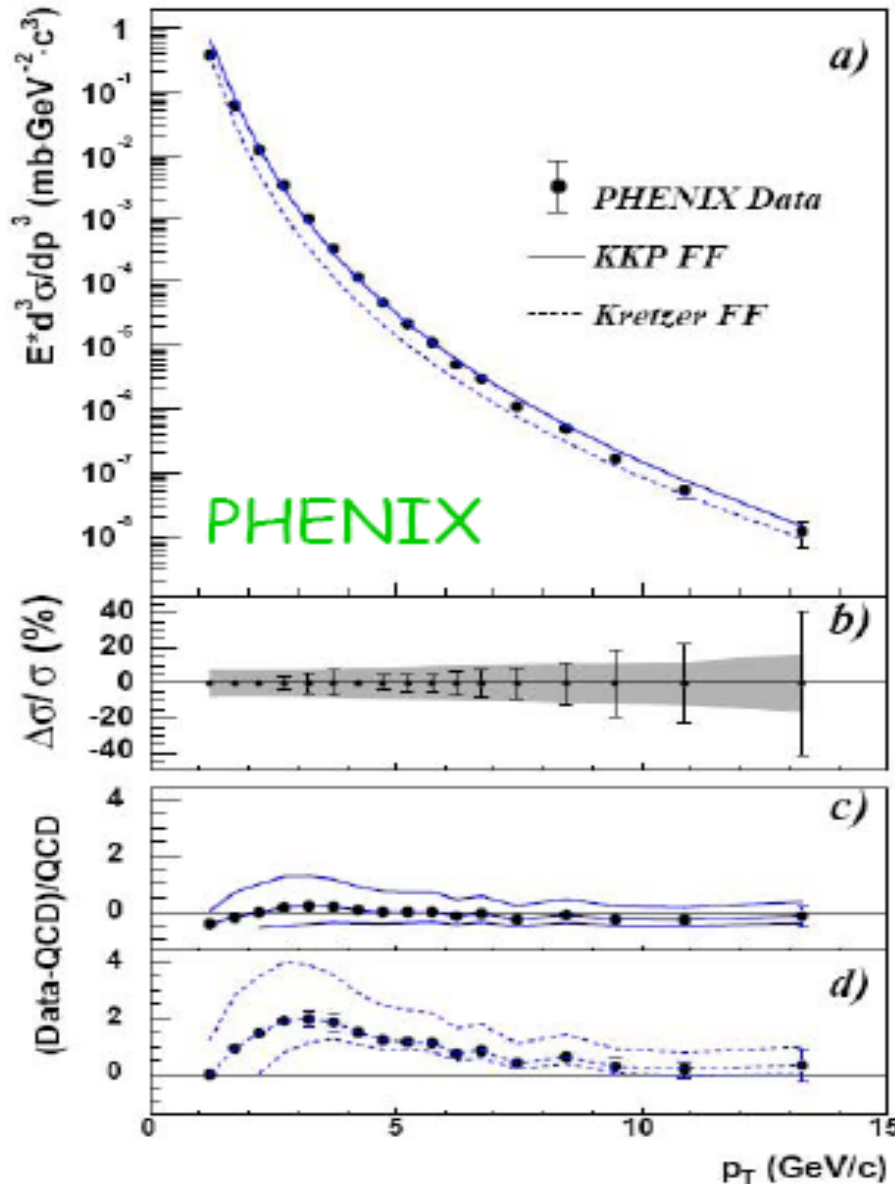 a)
E*d³σ/dp³ (mb·GeV⁻²·c³)
1
10⁻¹
10⁻²
10⁻³
10⁻⁴
10⁻⁵
10⁻⁶
10⁻⁷
10⁻⁸
PHENIX Data
KKP FF
Kretzer FF
PHENIX
b)
Δσ/σ (%)
40
20
0
-20
-40
c)
(Data-QCD)/QCD
4
2
0
d)
4
2
0
0 5 10 15
pT (GeV/c)